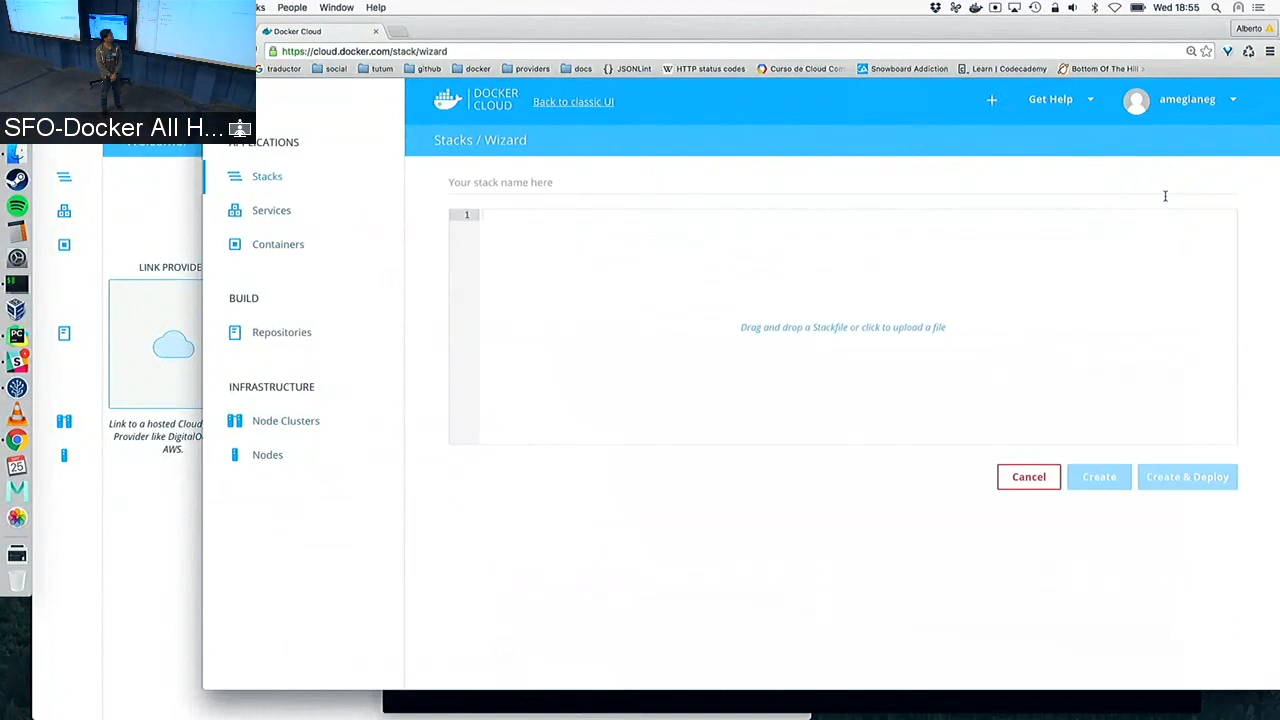 ks People Window Help
Wed 18:55
Docker Cloud
Alberto
https://cloud.docker.com/stack/wizard
traductor social tutum github docker providers docs JSONLint HTTP status codes Curso de Cloud Com Snowboard Addiction Learn | Codecademy Bottom Of The Hill
SFO-Docker All H...
DOCKER
CLOUD
Back to classic UI
Get Help
ameglaneg
Stacks / Wizard
APPLICATIONS
Stacks
Services
Containers
BUILD
Repositories
INFRASTRUCTURE
Node Clusters
Nodes
LINK PROVIDE
Link to a hosted Cloud
Provider like DigitalOc
AWS.
Your stack name here
1
Drag and drop a Stackfile or click to upload a file
Cancel
Create
Create & Deploy
25